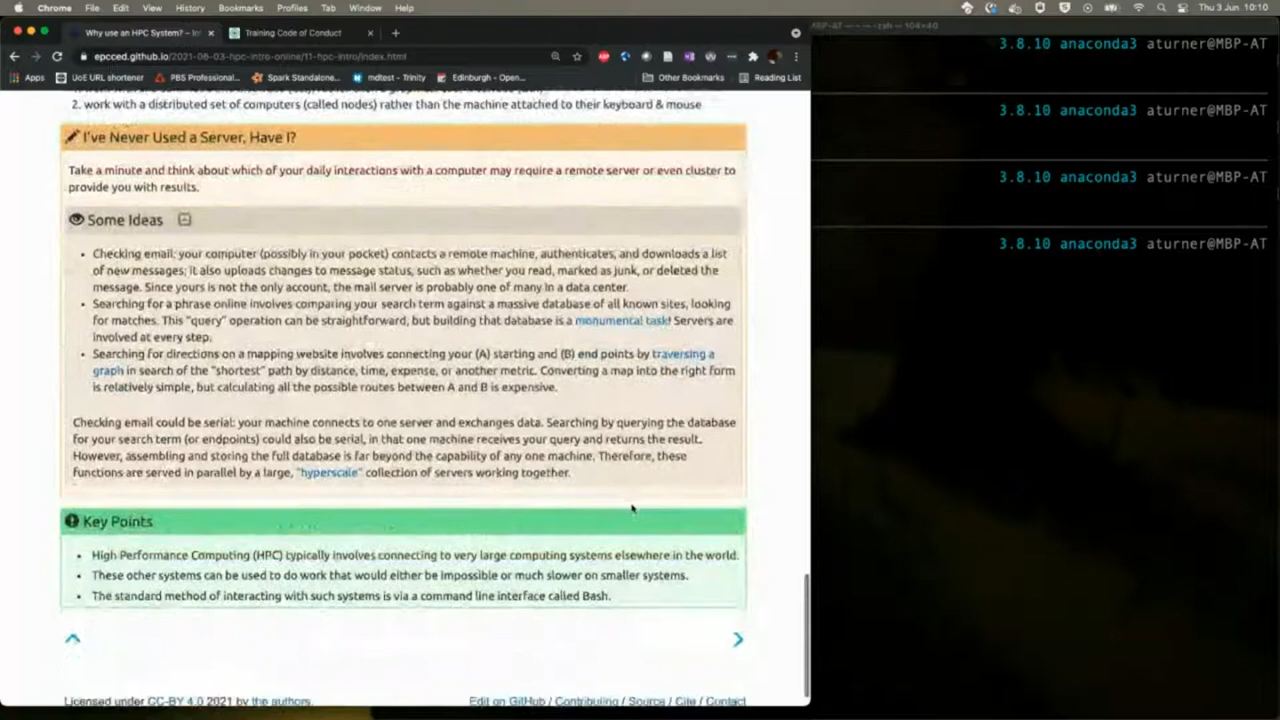 Chrome File Edit View History Bookmarks Profiles Tab Window Help Thu 3 Jun 10:10
Why use an HPC System? –
Training Code of Conduct
MBP-AT — ~ — -zsh — 104×40
epcced.github.io/2021-06-03-hpc-intro-online/11-hpc-intro/index.html
Apps UoE URL shortener PBS Professional... Spark Standalone... mdtest - Trinity Edinburgh - Open... Other Bookmarks Reading List
2. work with a distributed set of computers (called nodes) rather than the machine attached to their keyboard & mouse
I've Never Used a Server, Have I?
Take a minute and think about which of your daily interactions with a computer may require a remote server or even cluster to
provide you with results.
Some Ideas
• Checking email: your computer (possibly in your pocket) contacts a remote machine, authenticates, and downloads a list
of new messages; it also uploads changes to message status, such as whether you read, marked as junk, or deleted the
message. Since yours is not the only account, the mail server is probably one of many in a data center.
• Searching for a phrase online involves comparing your search term against a massive database of all known sites, looking
for matches. This "query" operation can be straightforward, but building that database is a monumental task! Servers are
involved at every step.
• Searching for directions on a mapping website involves connecting your (A) starting and (B) end points by traversing a
graph in search of the "shortest" path by distance, time, expense, or another metric. Converting a map into the right form
is relatively simple, but calculating all the possible routes between A and B is expensive.
Checking email could be serial: your machine connects to one server and exchanges data. Searching by querying the database
for your search term (or endpoints) could also be serial, in that one machine receives your query and returns the result.
However, assembling and storing the full database is far beyond the capability of any one machine. Therefore, these
functions are served in parallel by a large, "hyperscale" collection of servers working together.
Key Points
• High Performance Computing (HPC) typically involves connecting to very large computing systems elsewhere in the world.
• These other systems can be used to do work that would either be impossible or much slower on smaller systems.
• The standard method of interacting with such systems is via a command line interface called Bash.
Licensed under CC-BY 4.0 2021 by the authors.
Edit on GitHub / Contributing / Source / Cite / Contact
3.8.10 anaconda3 aturner@MBP-AT
3.8.10 anaconda3 aturner@MBP-AT
3.8.10 anaconda3 aturner@MBP-AT
3.8.10 anaconda3 aturner@MBP-AT